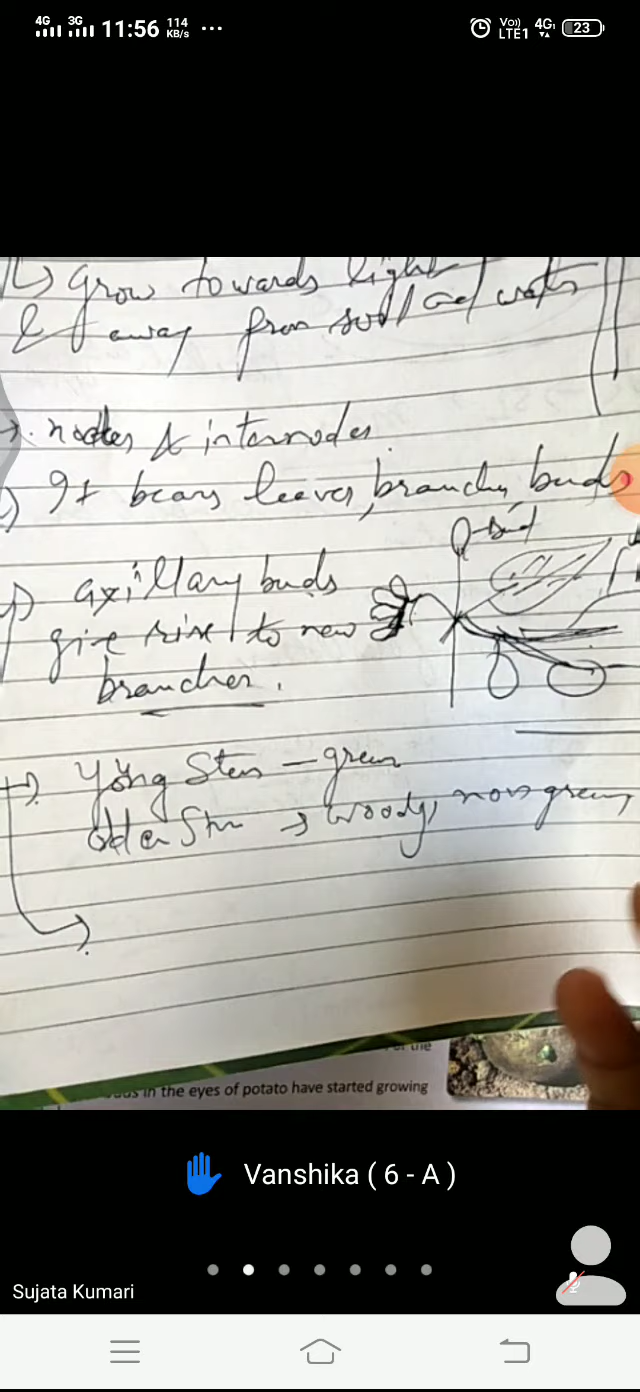 4G 3G 11:56 114 KB/s ... Vo)) LTE1 4G 23
Grow towards light
& away from soil and water
nodes & internodes.
It bears leaves, branches, buds
bud
axillary buds
give rise to new
branches.
Young Stem - green
older Stem → woody, non green,
in the eyes of potato have started growing
Vanshika ( 6 - A )
Sujata Kumari